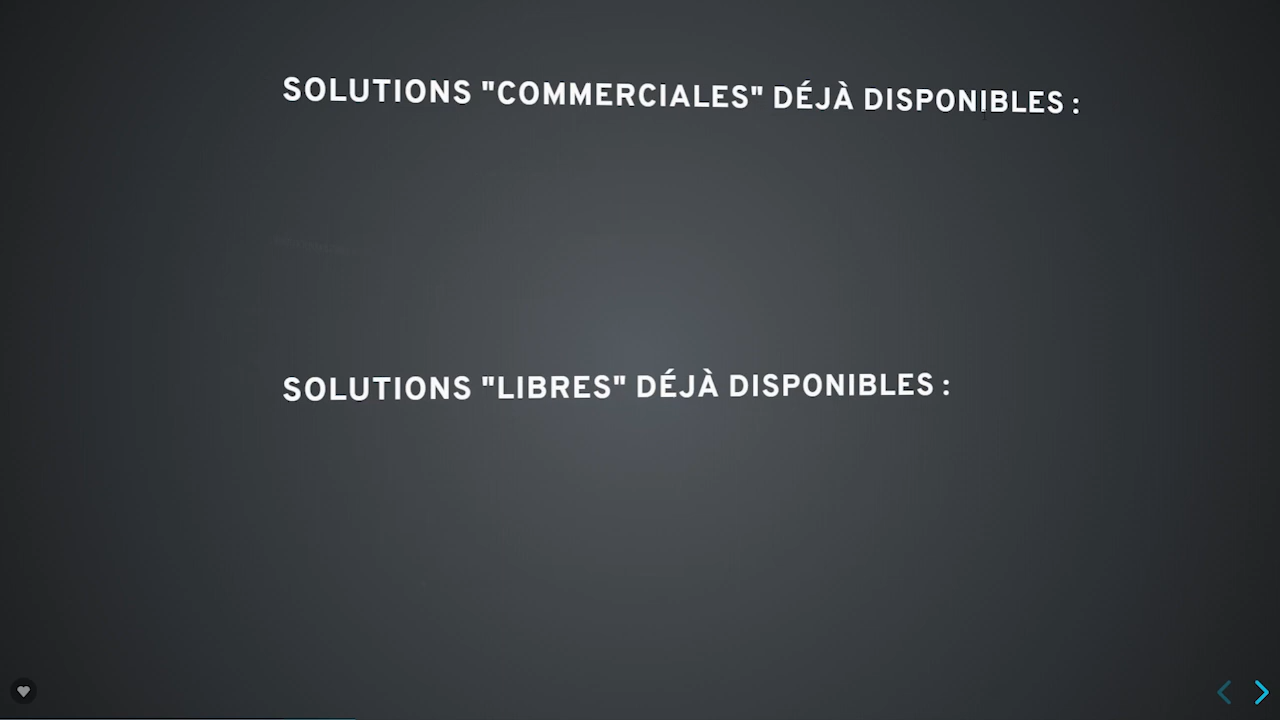 SOLUTIONS "COMMERCIALES" DÉJÀ DISPONIBLES :
SOLUTIONS "LIBRES" DÉJÀ DISPONIBLES :